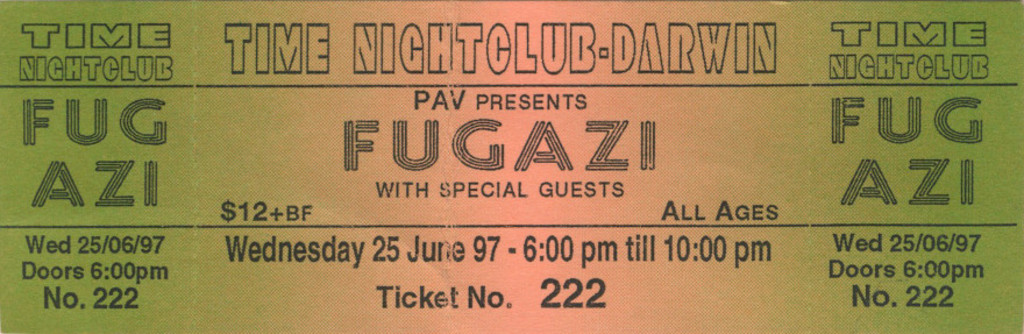 TIME
NIGHTCLUB
FUG
AZI
Wed 25/06/97
Doors 6:00pm
No. 222
TIME NIGHTCLUB-DARWIN
PAV PRESENTS
FUGAZI
WITH SPECIAL GUESTS
$12+BF ALL AGES
Wednesday 25 June 97 - 6:00 pm till 10:00 pm
Ticket No. 222
TIME
NIGHTCLUB
FUG
AZI
Wed 25/06/97
Doors 6:00pm
No. 222